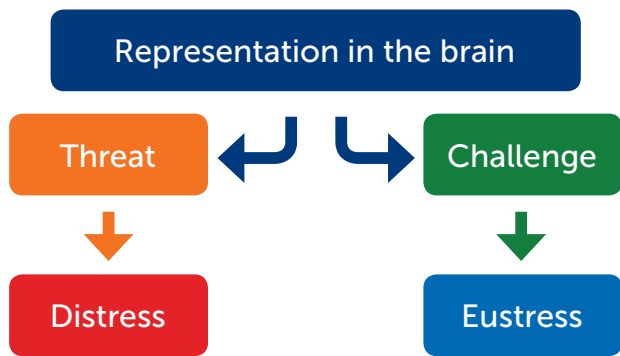 Representation in the brain
Threat
Challenge
Distress
Eustress